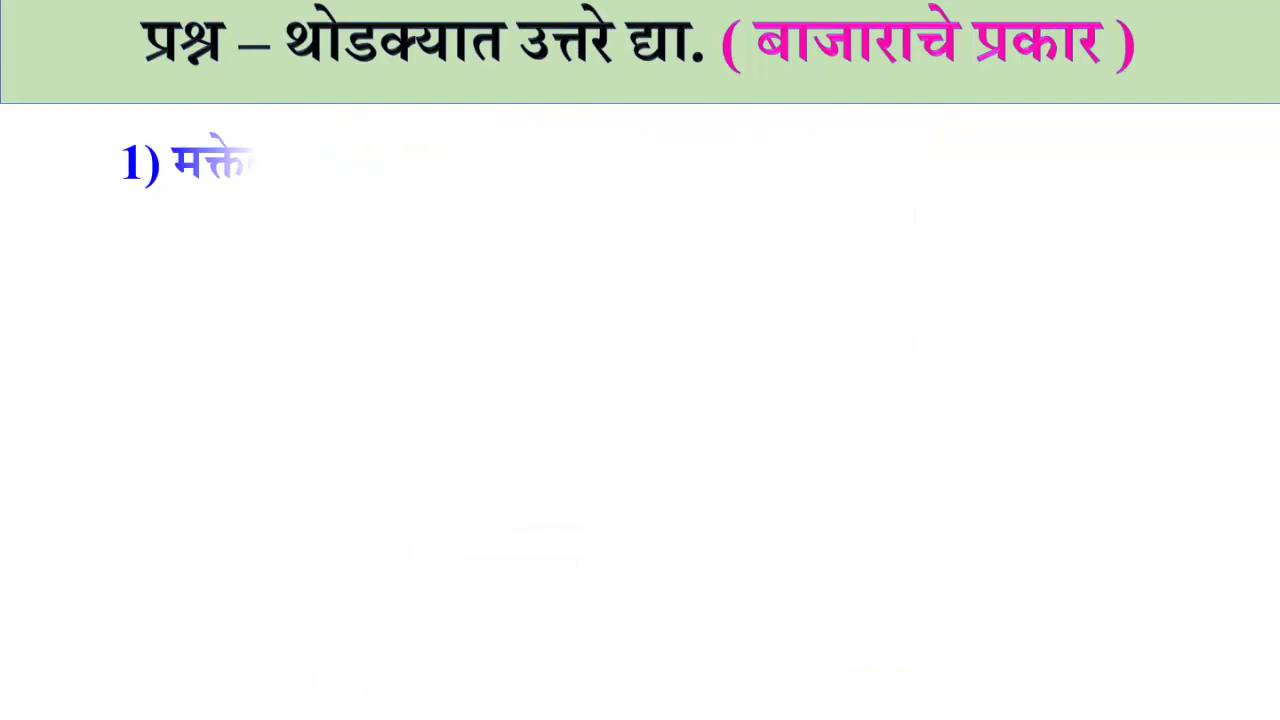 प्रश्न – थोडक्यात उत्तरे द्या. ( बाजाराचे प्रकार )
1)